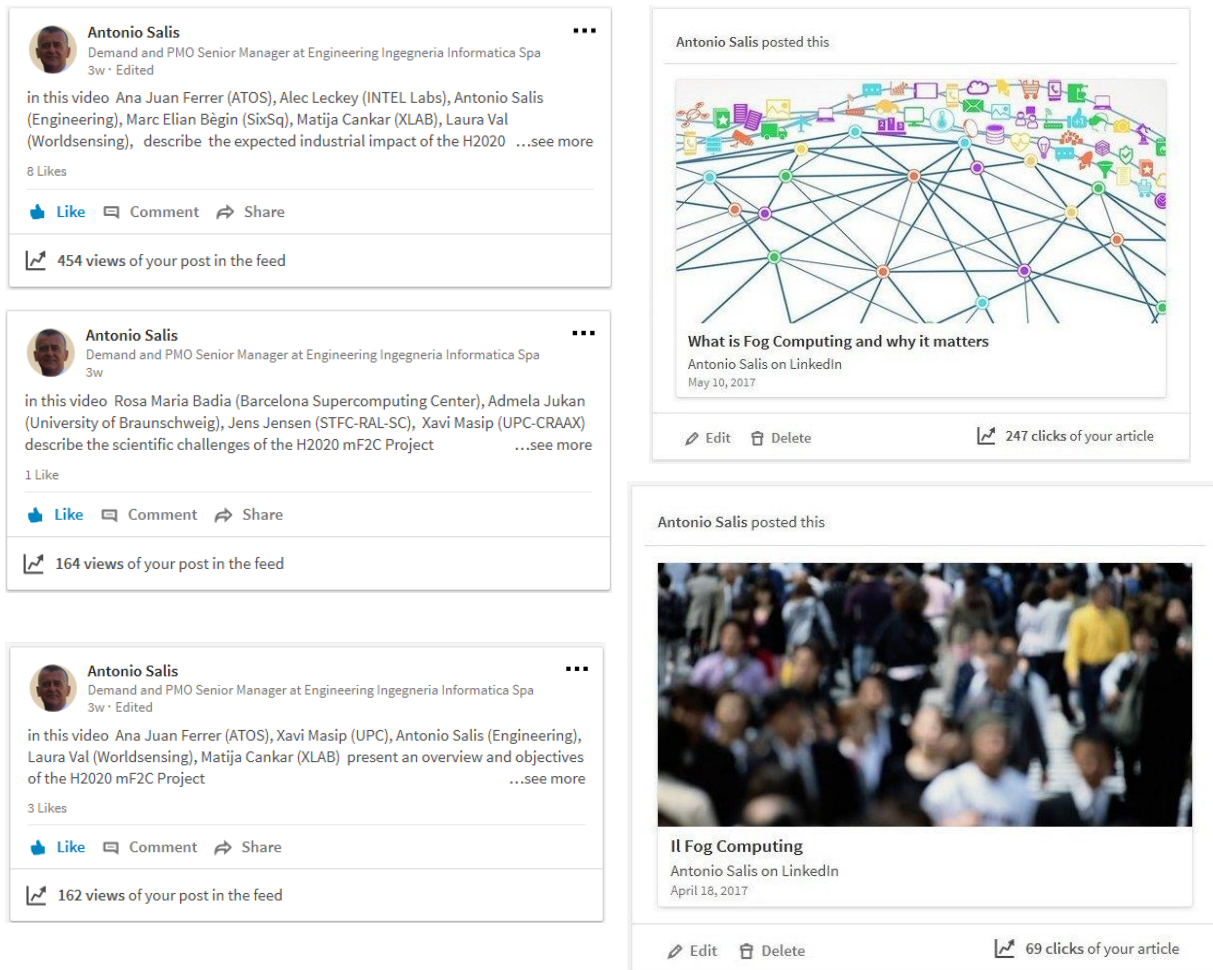 Antonio Salis
Demand and PMO Senior Manager at Engineering Ingegneria Informatica Spa
3w · Edited
in this video Ana Juan Ferrer (ATOS), Alec Leckey (INTEL Labs), Antonio Salis
(Engineering), Marc Elian Bègin (SixSq), Matija Cankar (XLAB), Laura Val
(Worldsensing), describe the expected industrial impact of the H2020 ...see more
8 Likes
Like Comment Share
454 views of your post in the feed
Antonio Salis
Demand and PMO Senior Manager at Engineering Ingegneria Informatica Spa
3w
in this video Rosa Maria Badia (Barcelona Supercomputing Center), Admela Jukan
(University of Braunschweig), Jens Jensen (STFC-RAL-SC), Xavi Masip (UPC-CRAAX)
describe the scientific challenges of the H2020 mF2C Project ...see more
1 Like
Like Comment Share
164 views of your post in the feed
Antonio Salis
Demand and PMO Senior Manager at Engineering Ingegneria Informatica Spa
3w · Edited
in this video Ana Juan Ferrer (ATOS), Xavi Masip (UPC), Antonio Salis (Engineering),
Laura Val (Worldsensing), Matija Cankar (XLAB) present an overview and objectives
of the H2020 mF2C Project ...see more
3 Likes
Like Comment Share
162 views of your post in the feed
Antonio Salis posted this
What is Fog Computing and why it matters
Antonio Salis on LinkedIn
May 10, 2017
Edit Delete 247 clicks of your article
Antonio Salis posted this
Il Fog Computing
Antonio Salis on LinkedIn
April 18, 2017
Edit Delete 69 clicks of your article